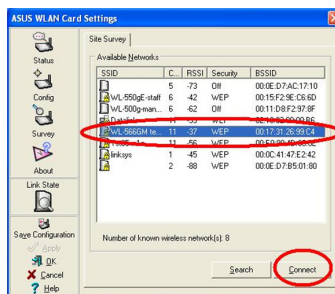 ASUS WLAN Card Settings
Status
Config
Survey
About
Link State
Save Configuration
Apply
OK
Cancel
Help
Site Survey
Available Networks
SSID C... RSSI Security BSSID
5 -73 Off 00:0E:D7:AC:17:10
WL-550gE-staff 6 -42 WEP 00:15:F2:9E:C6:6D
WL-500g-man... 6 -62 Off 00:11:D8:F2:97:8F
WL-566GM te... 11 -37 WEP 00:17:31:26:99:C4
11 -56 WEP
linksys 1 -45 WEP 00:0C:41:47:E2:42
2 -88 WEP 00:0E:D7:B5:01:80
Number of known wireless network(s): 8
Search Connect